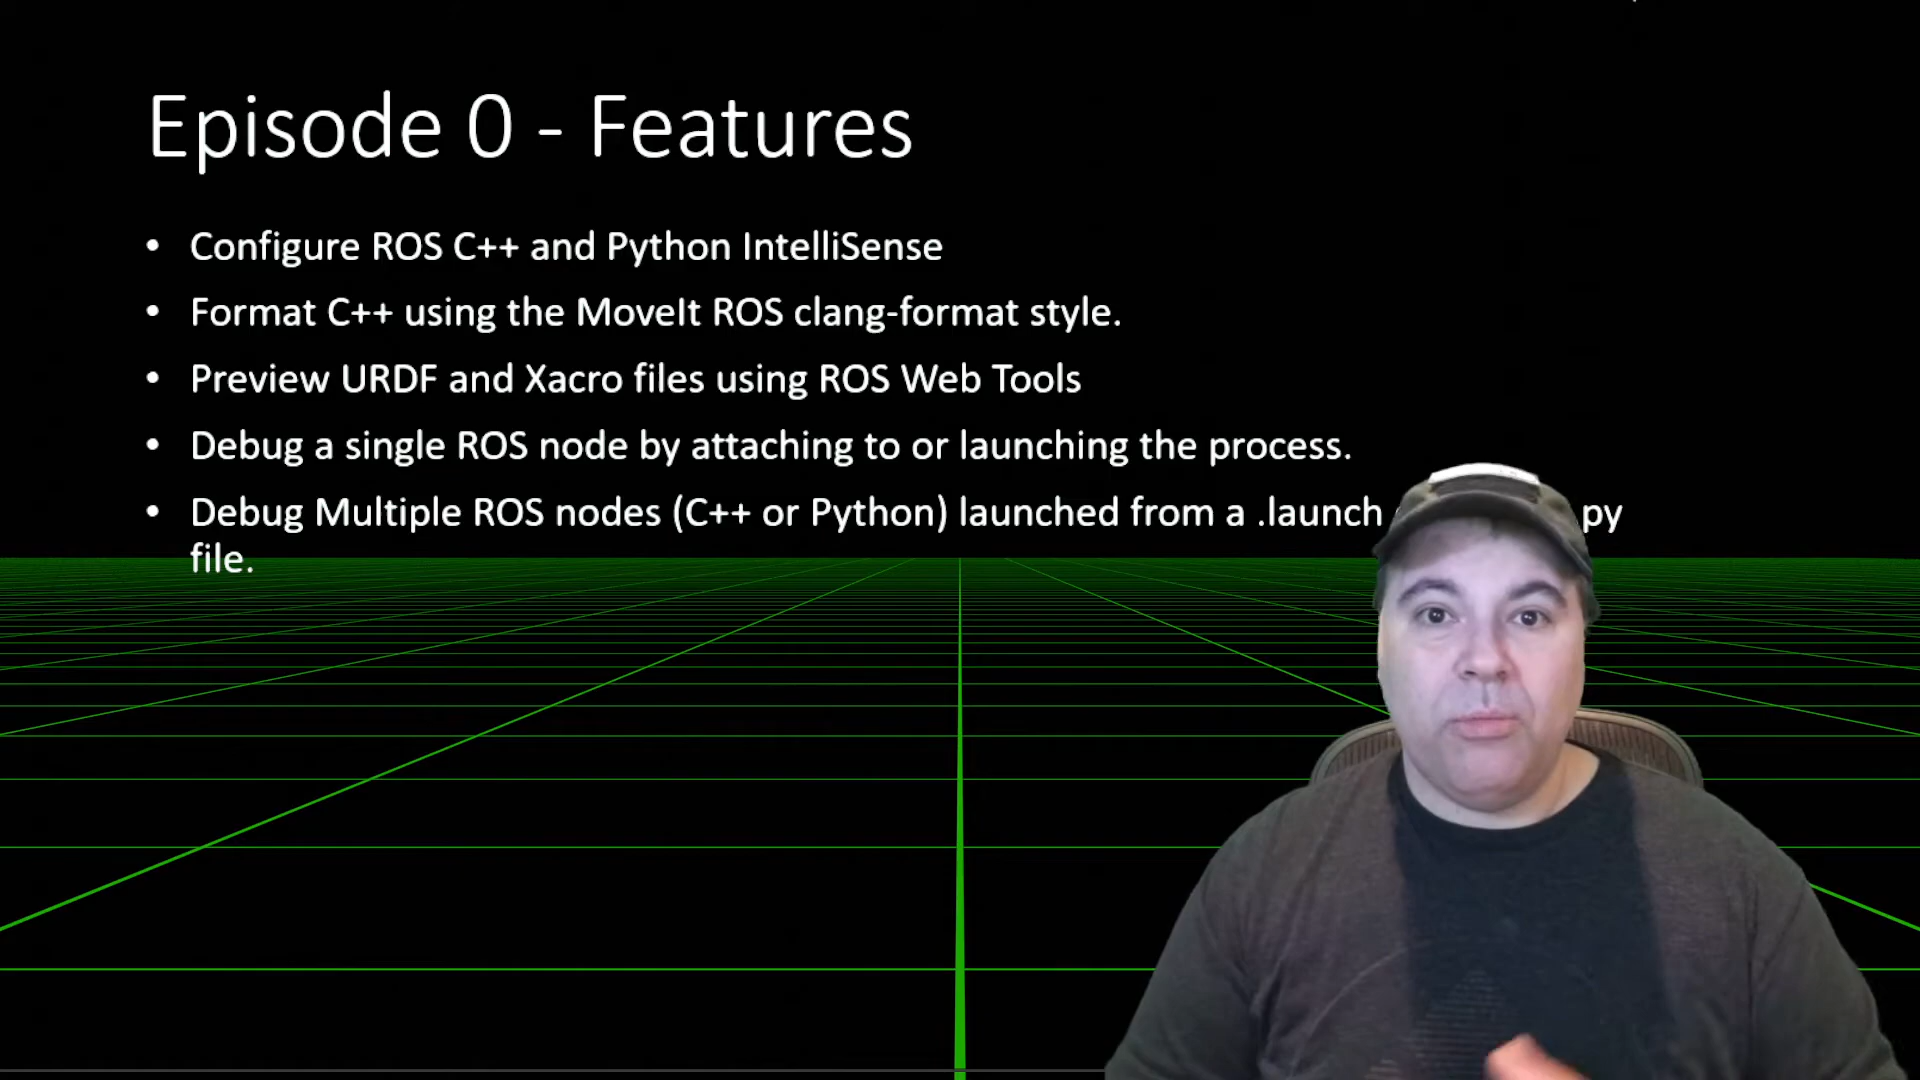 Episode 0 - Features
• Configure ROS C++ and Python IntelliSense
• Format C++ using the MoveIt ROS clang-format style.
• Preview URDF and Xacro files using ROS Web Tools
• Debug a single ROS node by attaching to or launching the process.
• Debug Multiple ROS nodes (C++ or Python) launched from a .launch py
file.